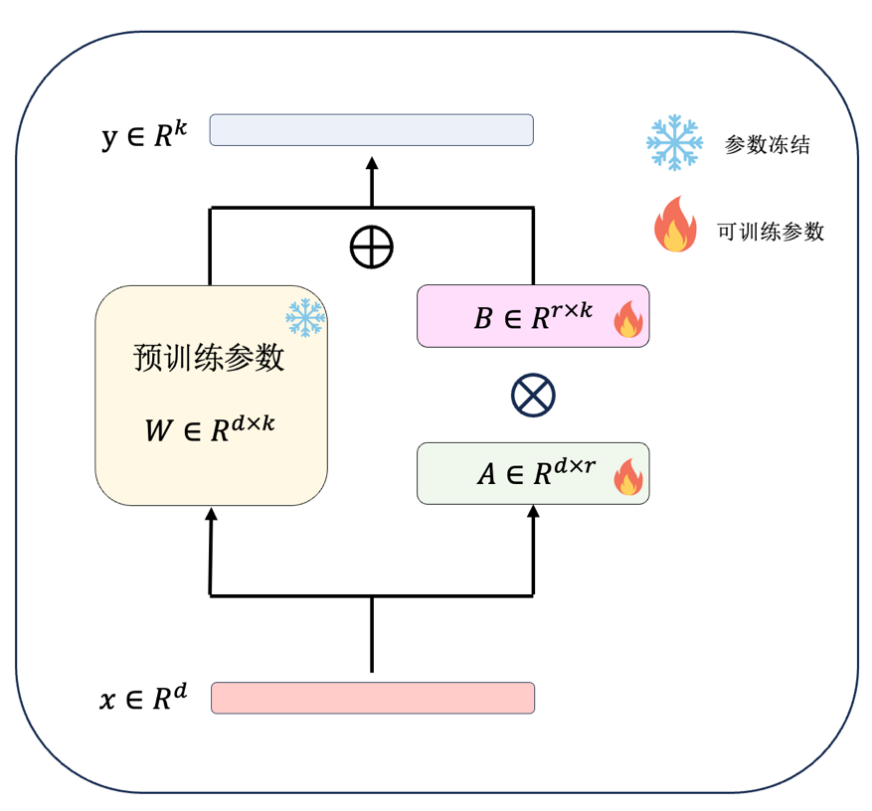 y ∈ R^k
参数冻结
可训练参数
预训练参数
W ∈ R^{d×k}
B ∈ R^{r×k}
A ∈ R^{d×r}
x ∈ R^d